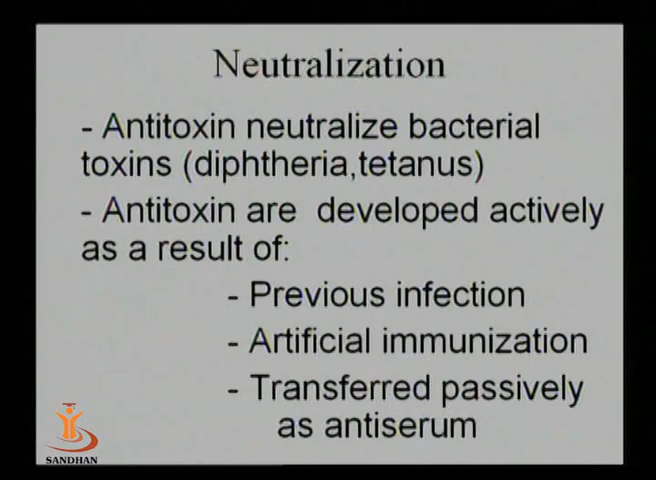 Neutralization
- Antitoxin neutralize bacterial
toxins (diphtheria,tetanus)
- Antitoxin are developed actively
as a result of:
- Previous infection
- Artificial immunization
- Transferred passively
as antiserum
SANDHAN